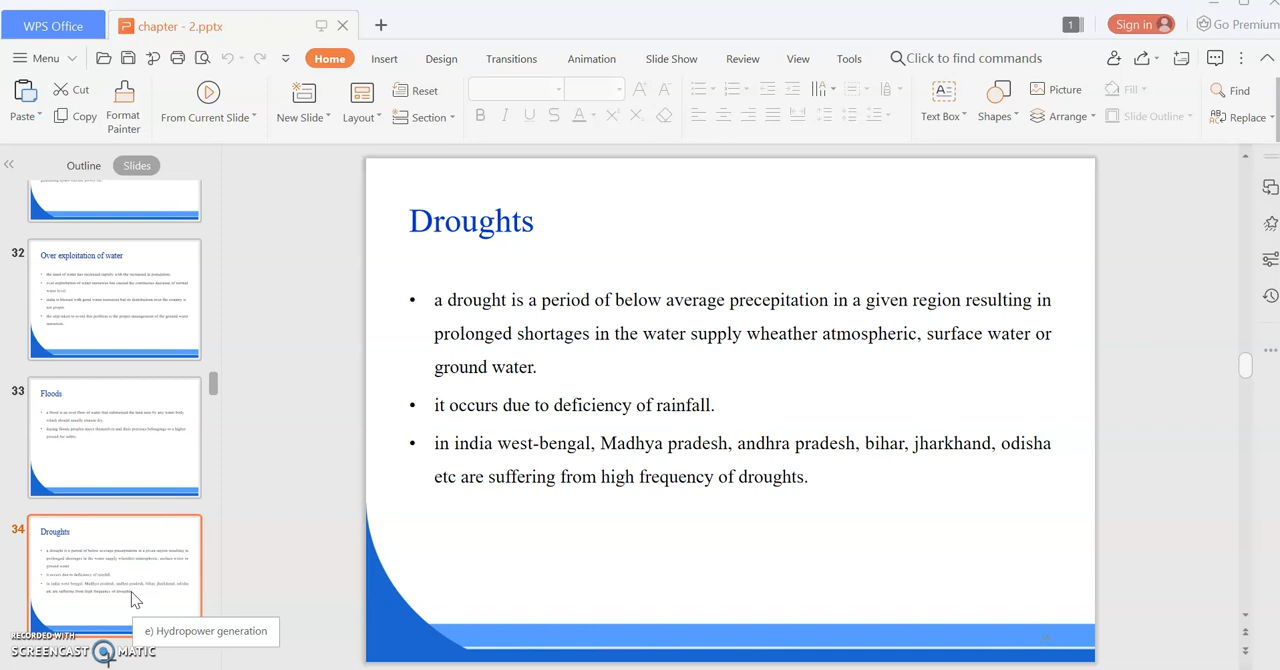 WPS Office
chapter - 2.pptx
1
Sign in
Go Premium
Menu
Home
Insert
Design
Transitions
Animation
Slide Show
Review
View
Tools
Click to find commands
Paste
Cut
Copy
Format
Painter
From Current Slide
New Slide
Layout
Reset
Section
Text Box
Shapes
Picture
Arrange
Fill
Slide Outline
Find
Replace
Outline
Slides
32
Over exploitation of water
33
Floods
34
Droughts
Droughts
• a drought is a period of below average precepitation in a given region resulting in
prolonged shortages in the water supply wheather atmospheric, surface water or
ground water.
• it occurs due to deficiency of rainfall.
• in india west-bengal, Madhya pradesh, andhra pradesh, bihar, jharkhand, odisha
etc are suffering from high frequency of droughts.
e) Hydropower generation
RECORDED WITH
SCREENCAST MATIC